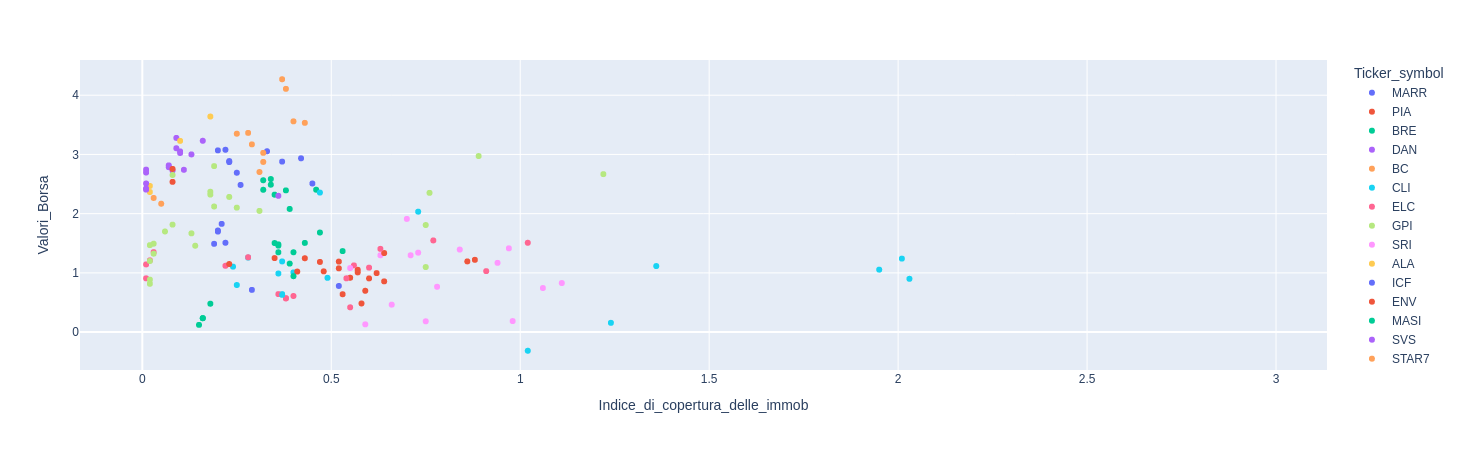 Ticker_symbol
MARR
PIA
BRE
DAN
BC
CLI
ELC
GPI
SRI
ALA
ICF
ENV
MASI
SVS
STAR7
Valori_Borsa
4
3
2
1
0
0 0.5 1 1.5 2 2.5 3
Indice_di_copertura_delle_immob